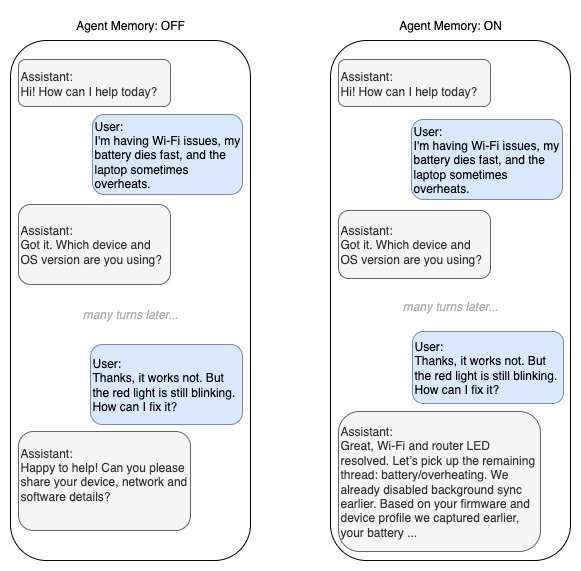 Agent Memory: OFF
Assistant:
Hi! How can I help today?
User:
I'm having Wi-Fi issues, my
battery dies fast, and the
laptop sometimes
overheats.
Assistant:
Got it. Which device and
OS version are you using?
many turns later...
User:
Thanks, it works not. But
the red light is still blinking.
How can I fix it?
Assistant:
Happy to help! Can you please
share your device, network and
software details?
Agent Memory: ON
Assistant:
Hi! How can I help today?
User:
I'm having Wi-Fi issues, my
battery dies fast, and the
laptop sometimes
overheats.
Assistant:
Got it. Which device and
OS version are you using?
many turns later...
User:
Thanks, it works not. But
the red light is still blinking.
How can I fix it?
Assistant:
Great, Wi-Fi and router LED
resolved. Let's pick up the remaining
thread: battery/overheating. We
already disabled background sync
earlier. Based on your firmware and
device profile we captured earlier,
your battery ...